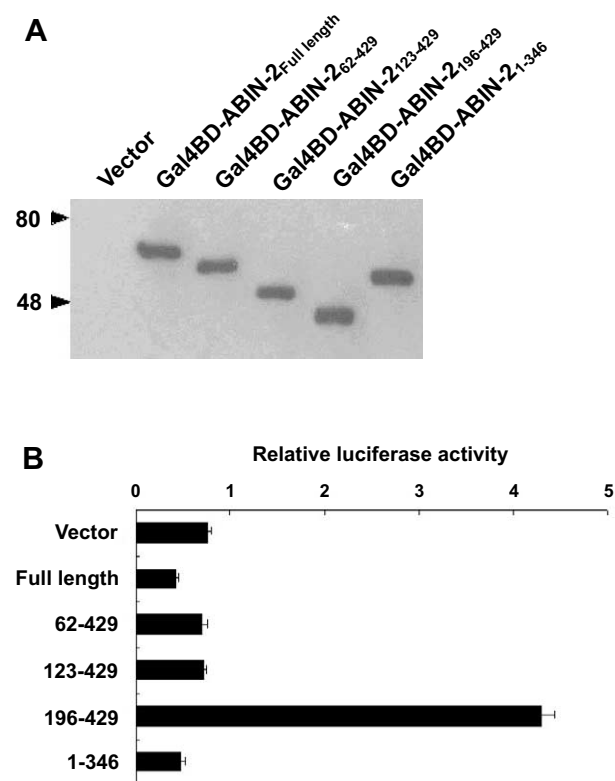 A
Vector
Gal4BD-ABIN-2Full length
Gal4BD-ABIN-262-429
Gal4BD-ABIN-2123-429
Gal4BD-ABIN-2196-429
Gal4BD-ABIN-21-346
80
48
B
Relative luciferase activity
0 1 2 3 4 5
Vector
Full length
62-429
123-429
196-429
1-346